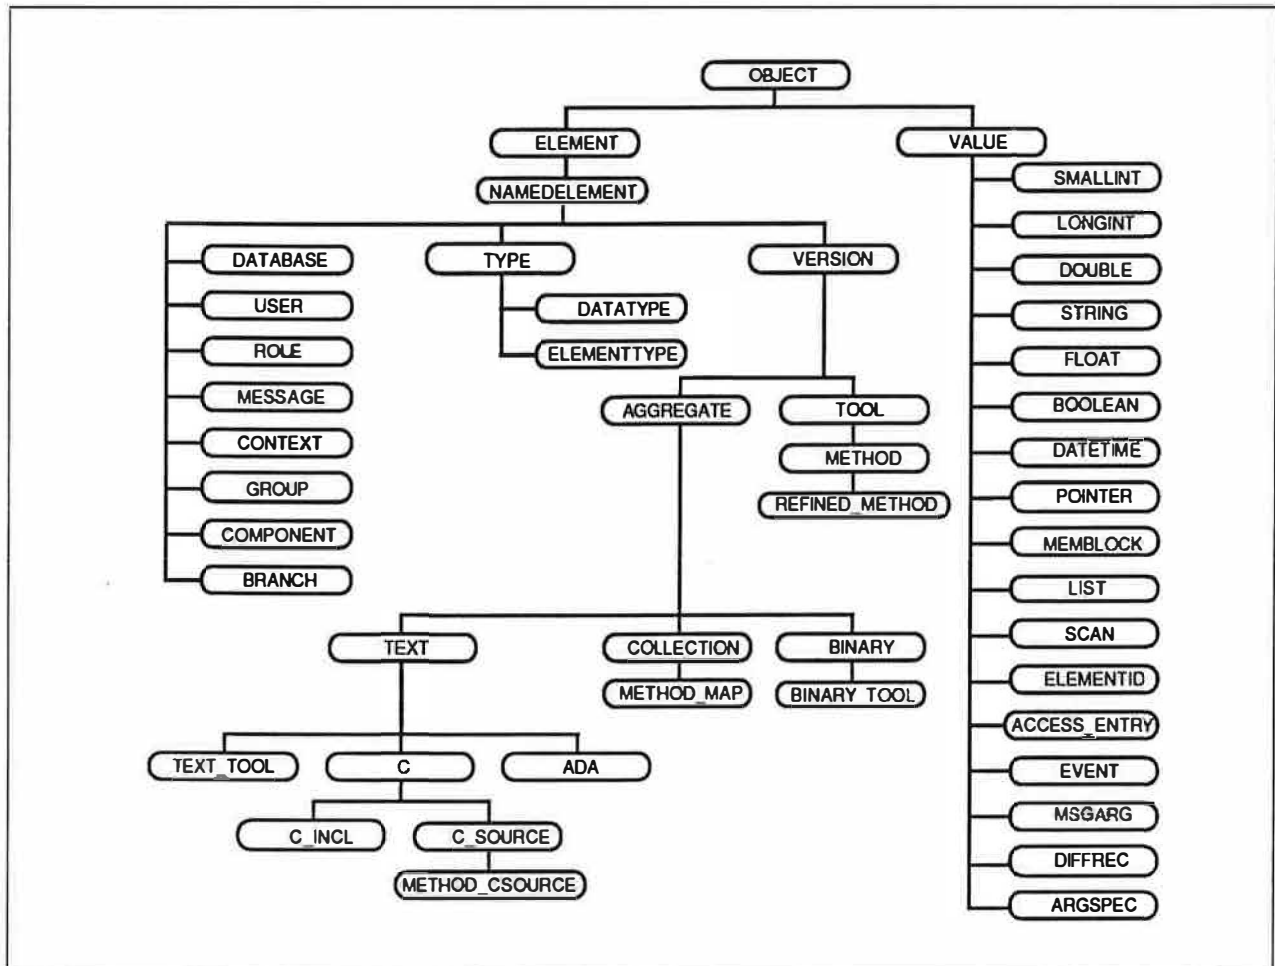 OBJECT
ELEMENT
VALUE
NAMEDELEMENT
SMALLINT
LONGINT
DOUBLE
STRING
FLOAT
BOOLEAN
DATETIME
POINTER
MEMBLOCK
LIST
SCAN
ELEMENTID
ACCESS_ENTRY
EVENT
MSGARG
DIFFREC
ARGSPEC
DATABASE
USER
ROLE
MESSAGE
CONTEXT
GROUP
COMPONENT
BRANCH
TYPE
DATATYPE
ELEMENTTYPE
VERSION
AGGREGATE
TOOL
METHOD
REFINED_METHOD
TEXT
COLLECTION
BINARY
METHOD_MAP
BINARY TOOL
TEXT_TOOL
C
ADA
C_INCL
C_SOURCE
METHOD_CSOURCE